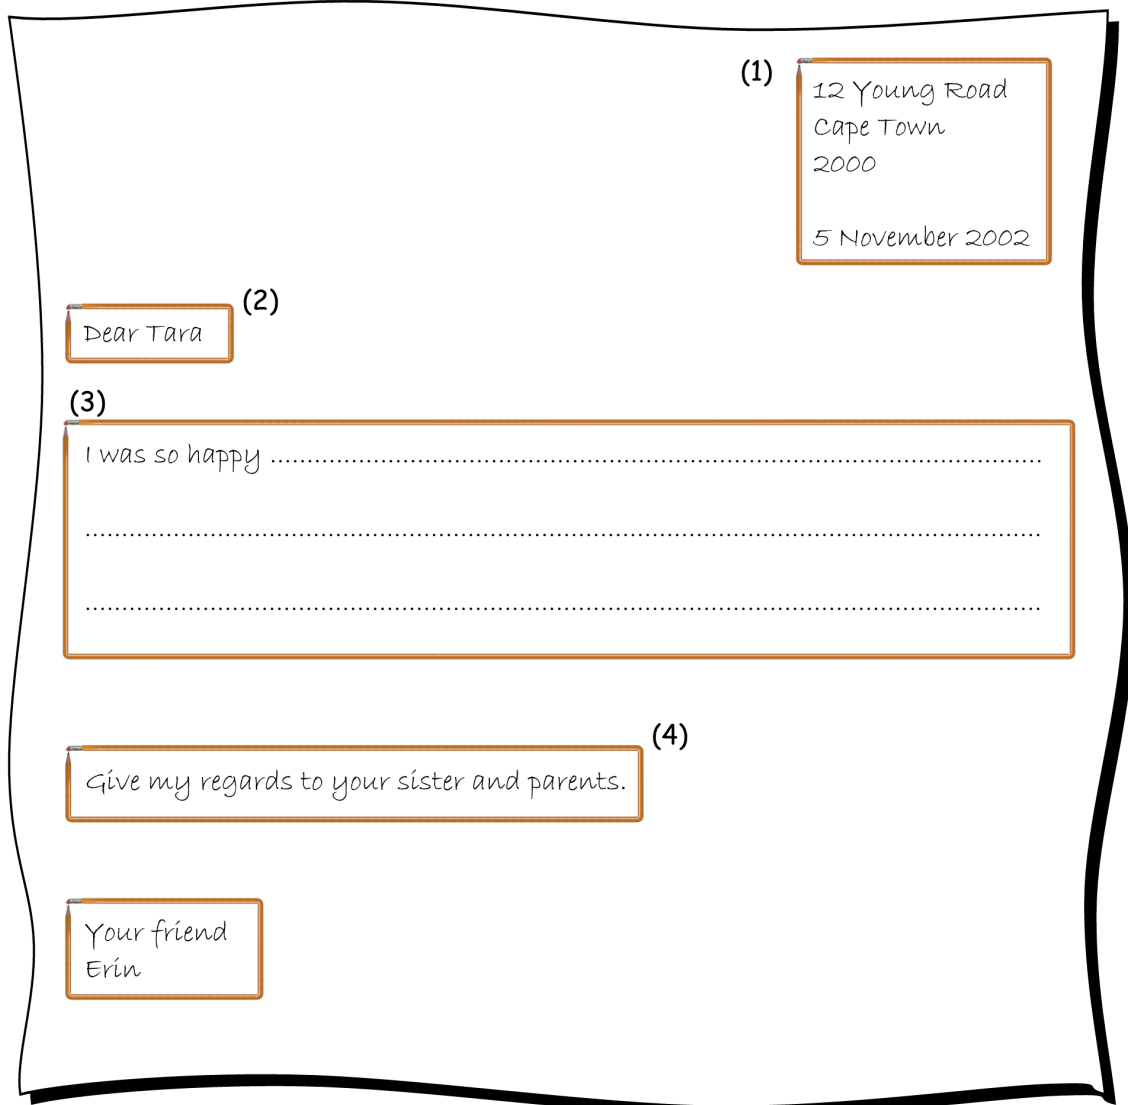 (1)
12 Young Road
Cape Town
2000
5 November 2002
(2)
Dear Tara
(3)
I was so happy ..........................................................................................................
....................................................................................................................................
....................................................................................................................................
(4)
Give my regards to your sister and parents.
Your friend
Erin